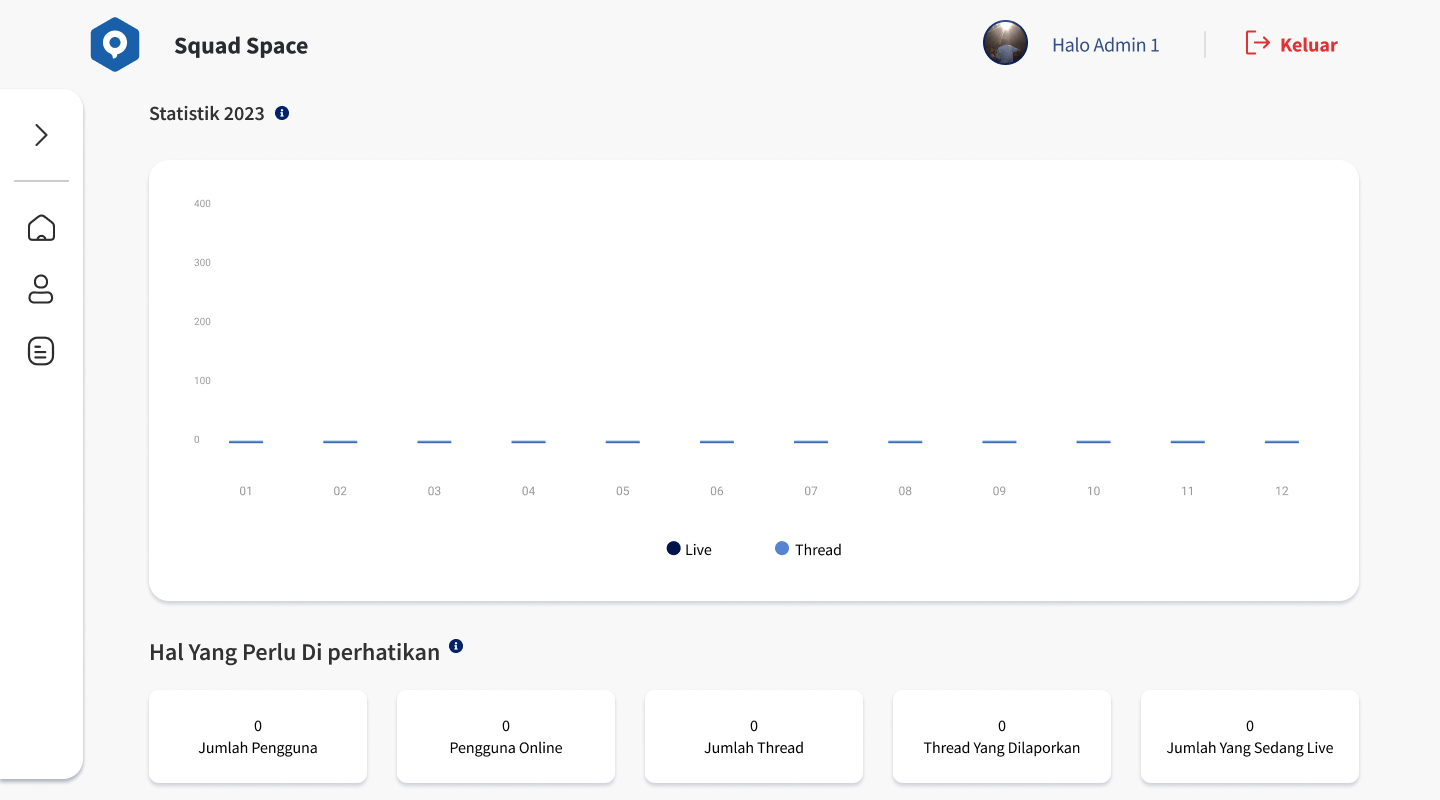 Squad Space
Halo Admin 1
Keluar
Statistik 2023
400
300
200
100
0
01 02 03 04 05 06 07 08 09 10 11 12
Live Thread
Hal Yang Perlu Di perhatikan
0
Jumlah Pengguna
0
Pengguna Online
0
Jumlah Thread
0
Thread Yang Dilaporkan
0
Jumlah Yang Sedang Live